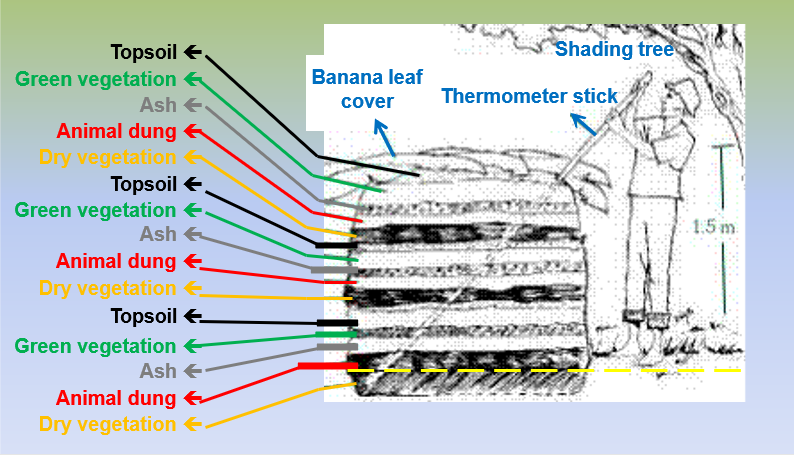 Topsoil
Green vegetation
Ash
Animal dung
Dry vegetation
Topsoil
Green vegetation
Ash
Animal dung
Dry vegetation
Topsoil
Green vegetation
Ash
Animal dung
Dry vegetation
Banana leaf
cover
Shading tree
Thermometer stick
1.5 m